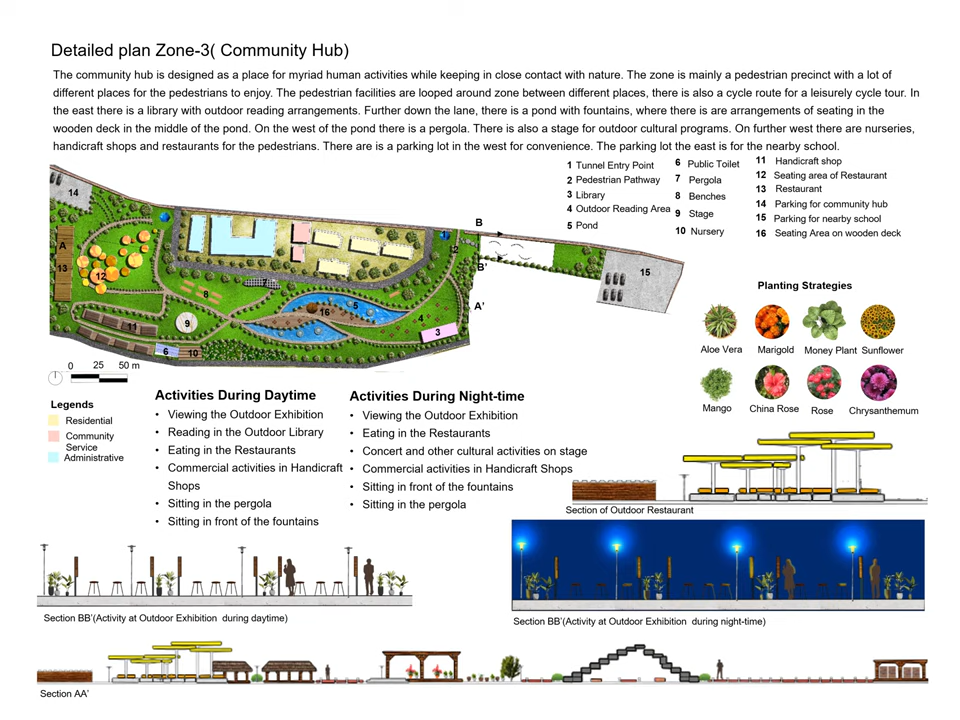 Detailed plan Zone-3( Community Hub)
The community hub is designed as a place for myriad human activities while keeping in close contact with nature. The zone is mainly a pedestrian precinct with a lot of
different places for the pedestrians to enjoy. The pedestrian facilities are looped around zone between different places, there is also a cycle route for a leisurely cycle tour. In
the east there is a library with outdoor reading arrangements. Further down the lane, there is a pond with fountains, where there is are arrangements of seating in the
wooden deck in the middle of the pond. On the west of the pond there is a pergola. There is also a stage for outdoor cultural programs. On further west there are nurseries,
handicraft shops and restaurants for the pedestrians. There are is a parking lot in the west for convenience. The parking lot the east is for the nearby school.
1 Tunnel Entry Point
2 Pedestrian Pathway
3 Library
4 Outdoor Reading Area
5 Pond
6 Public Toilet
7 Pergola
8 Benches
9 Stage
10 Nursery
11 Handicraft shop
12 Seating area of Restaurant
13 Restaurant
14 Parking for community hub
15 Parking for nearby school
16 Seating Area on wooden deck
14
A
13
12
11
8
9
6
10
16
5
4
3
1
2
B
B'
A'
15
0 25 50 m
Planting Strategies
Aloe Vera Marigold Money Plant Sunflower
Mango China Rose Rose Chrysanthemum
Legends
Residential
Community
Service
Administrative
Activities During Daytime
• Viewing the Outdoor Exhibition
• Reading in the Outdoor Library
• Eating in the Restaurants
• Commercial activities in Handicraft
Shops
• Sitting in the pergola
• Sitting in front of the fountains
Activities During Night-time
• Viewing the Outdoor Exhibition
• Eating in the Restaurants
• Concert and other cultural activities on stage
• Commercial activities in Handicraft Shops
• Sitting in front of the fountains
• Sitting in the pergola
Section of Outdoor Restaurant
Section BB'(Activity at Outdoor Exhibition during daytime)
Section BB'(Activity at Outdoor Exhibition during night-time)
Section AA'